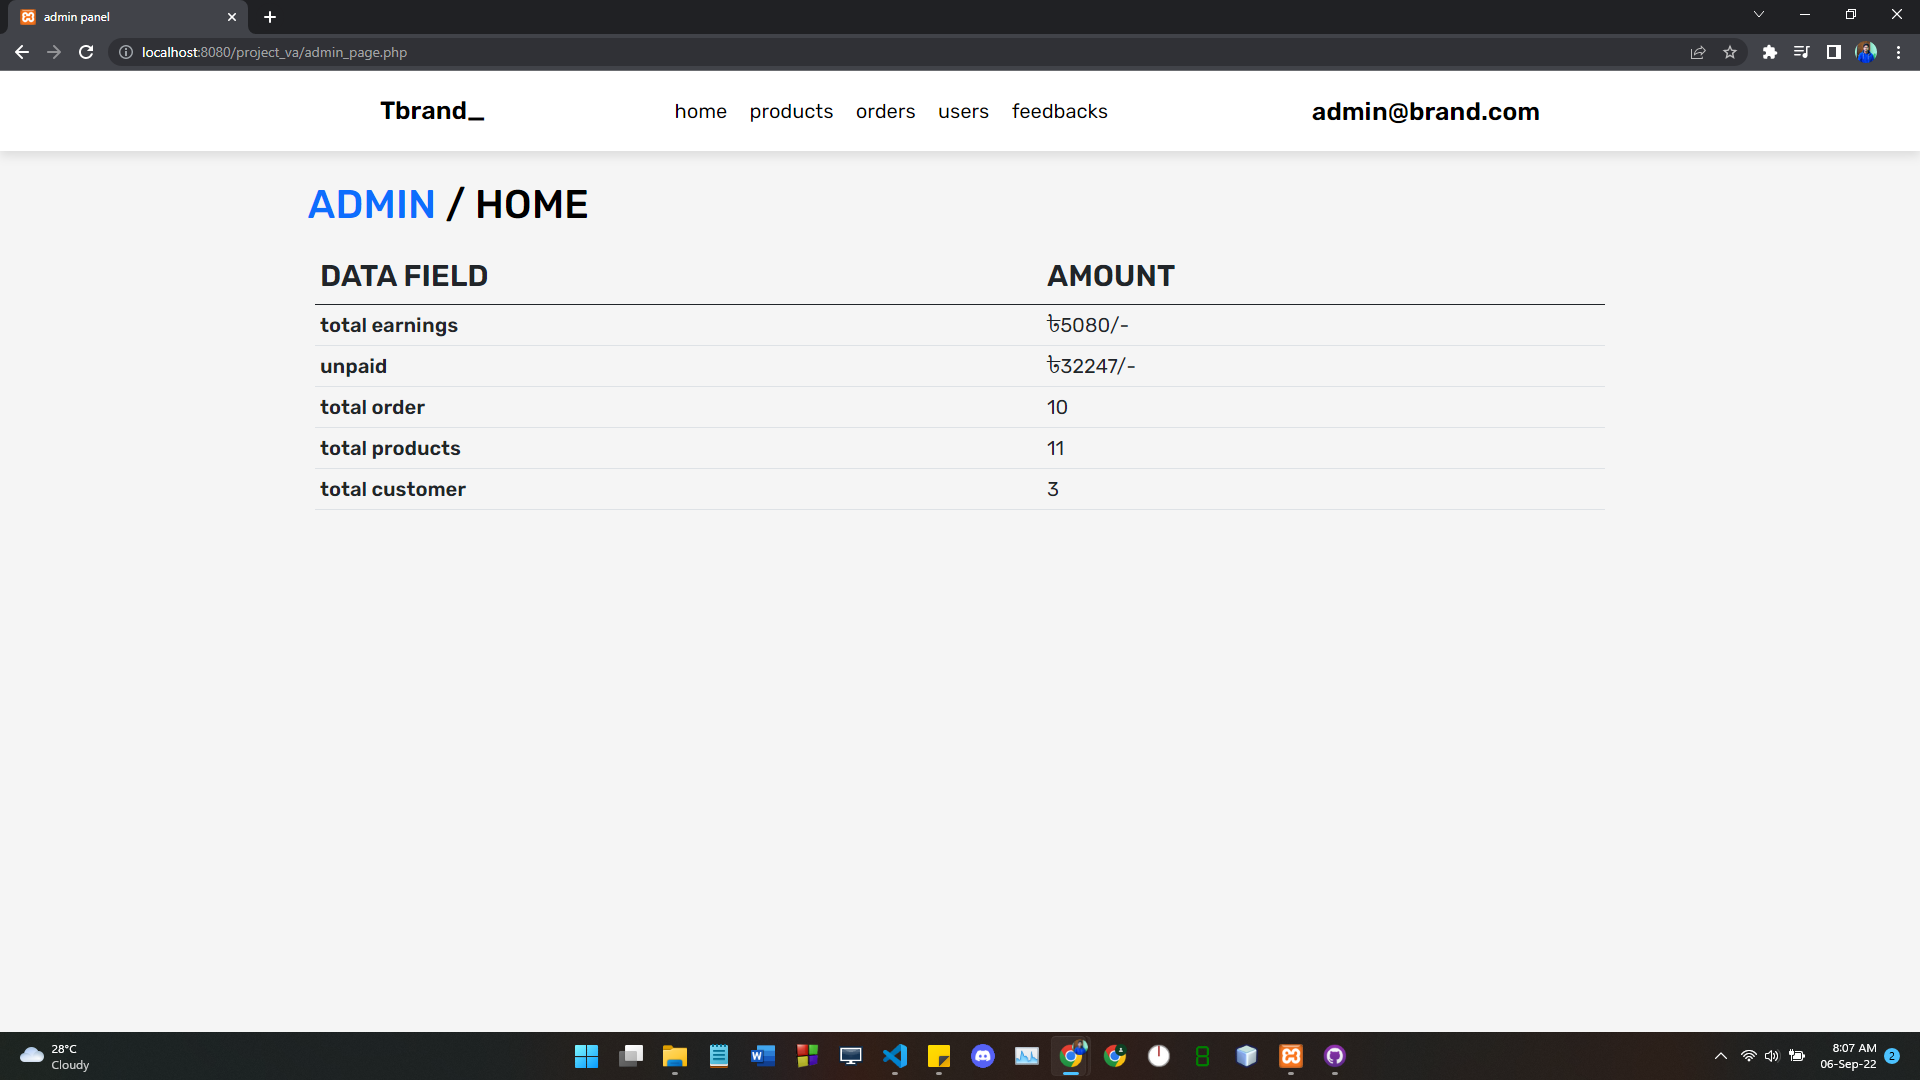 admin panel
localhost:8080/project_va/admin_page.php
Tbrand_ home products orders users feedbacks admin@brand.com
ADMIN / HOME
DATA FIELD AMOUNT
total earnings ৳5080/-
unpaid ৳32247/-
total order 10
total products 11
total customer 3
28°C
Cloudy
8:07 AM
06-Sep-22
2